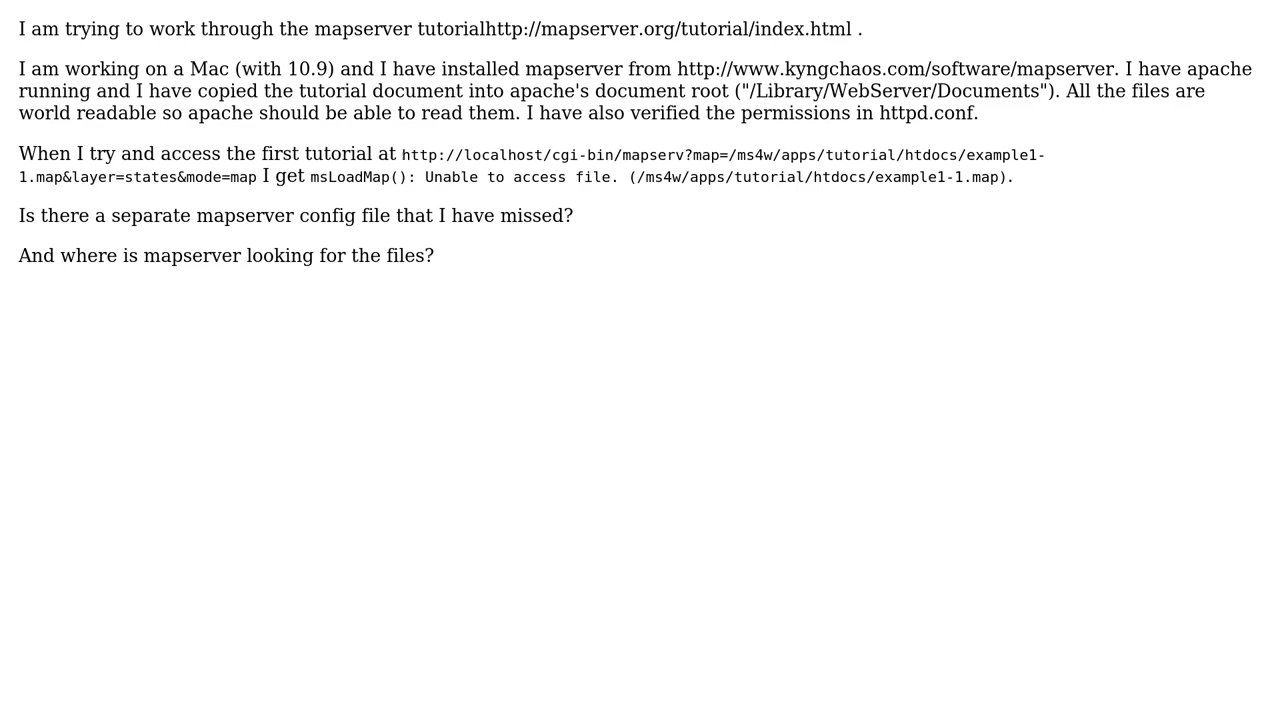 I am trying to work through the mapserver tutorialhttp://mapserver.org/tutorial/index.html .
I am working on a Mac (with 10.9) and I have installed mapserver from http://www.kyngchaos.com/software/mapserver. I have apache
running and I have copied the tutorial document into apache's document root ("/Library/WebServer/Documents"). All the files are
world readable so apache should be able to read them. I have also verified the permissions in httpd.conf.
When I try and access the first tutorial at http://localhost/cgi-bin/mapserv?map=/ms4w/apps/tutorial/htdocs/example1-
1.map&layer=states&mode=map I get msLoadMap(): Unable to access file. (/ms4w/apps/tutorial/htdocs/example1-1.map).
Is there a separate mapserver config file that I have missed?
And where is mapserver looking for the files?